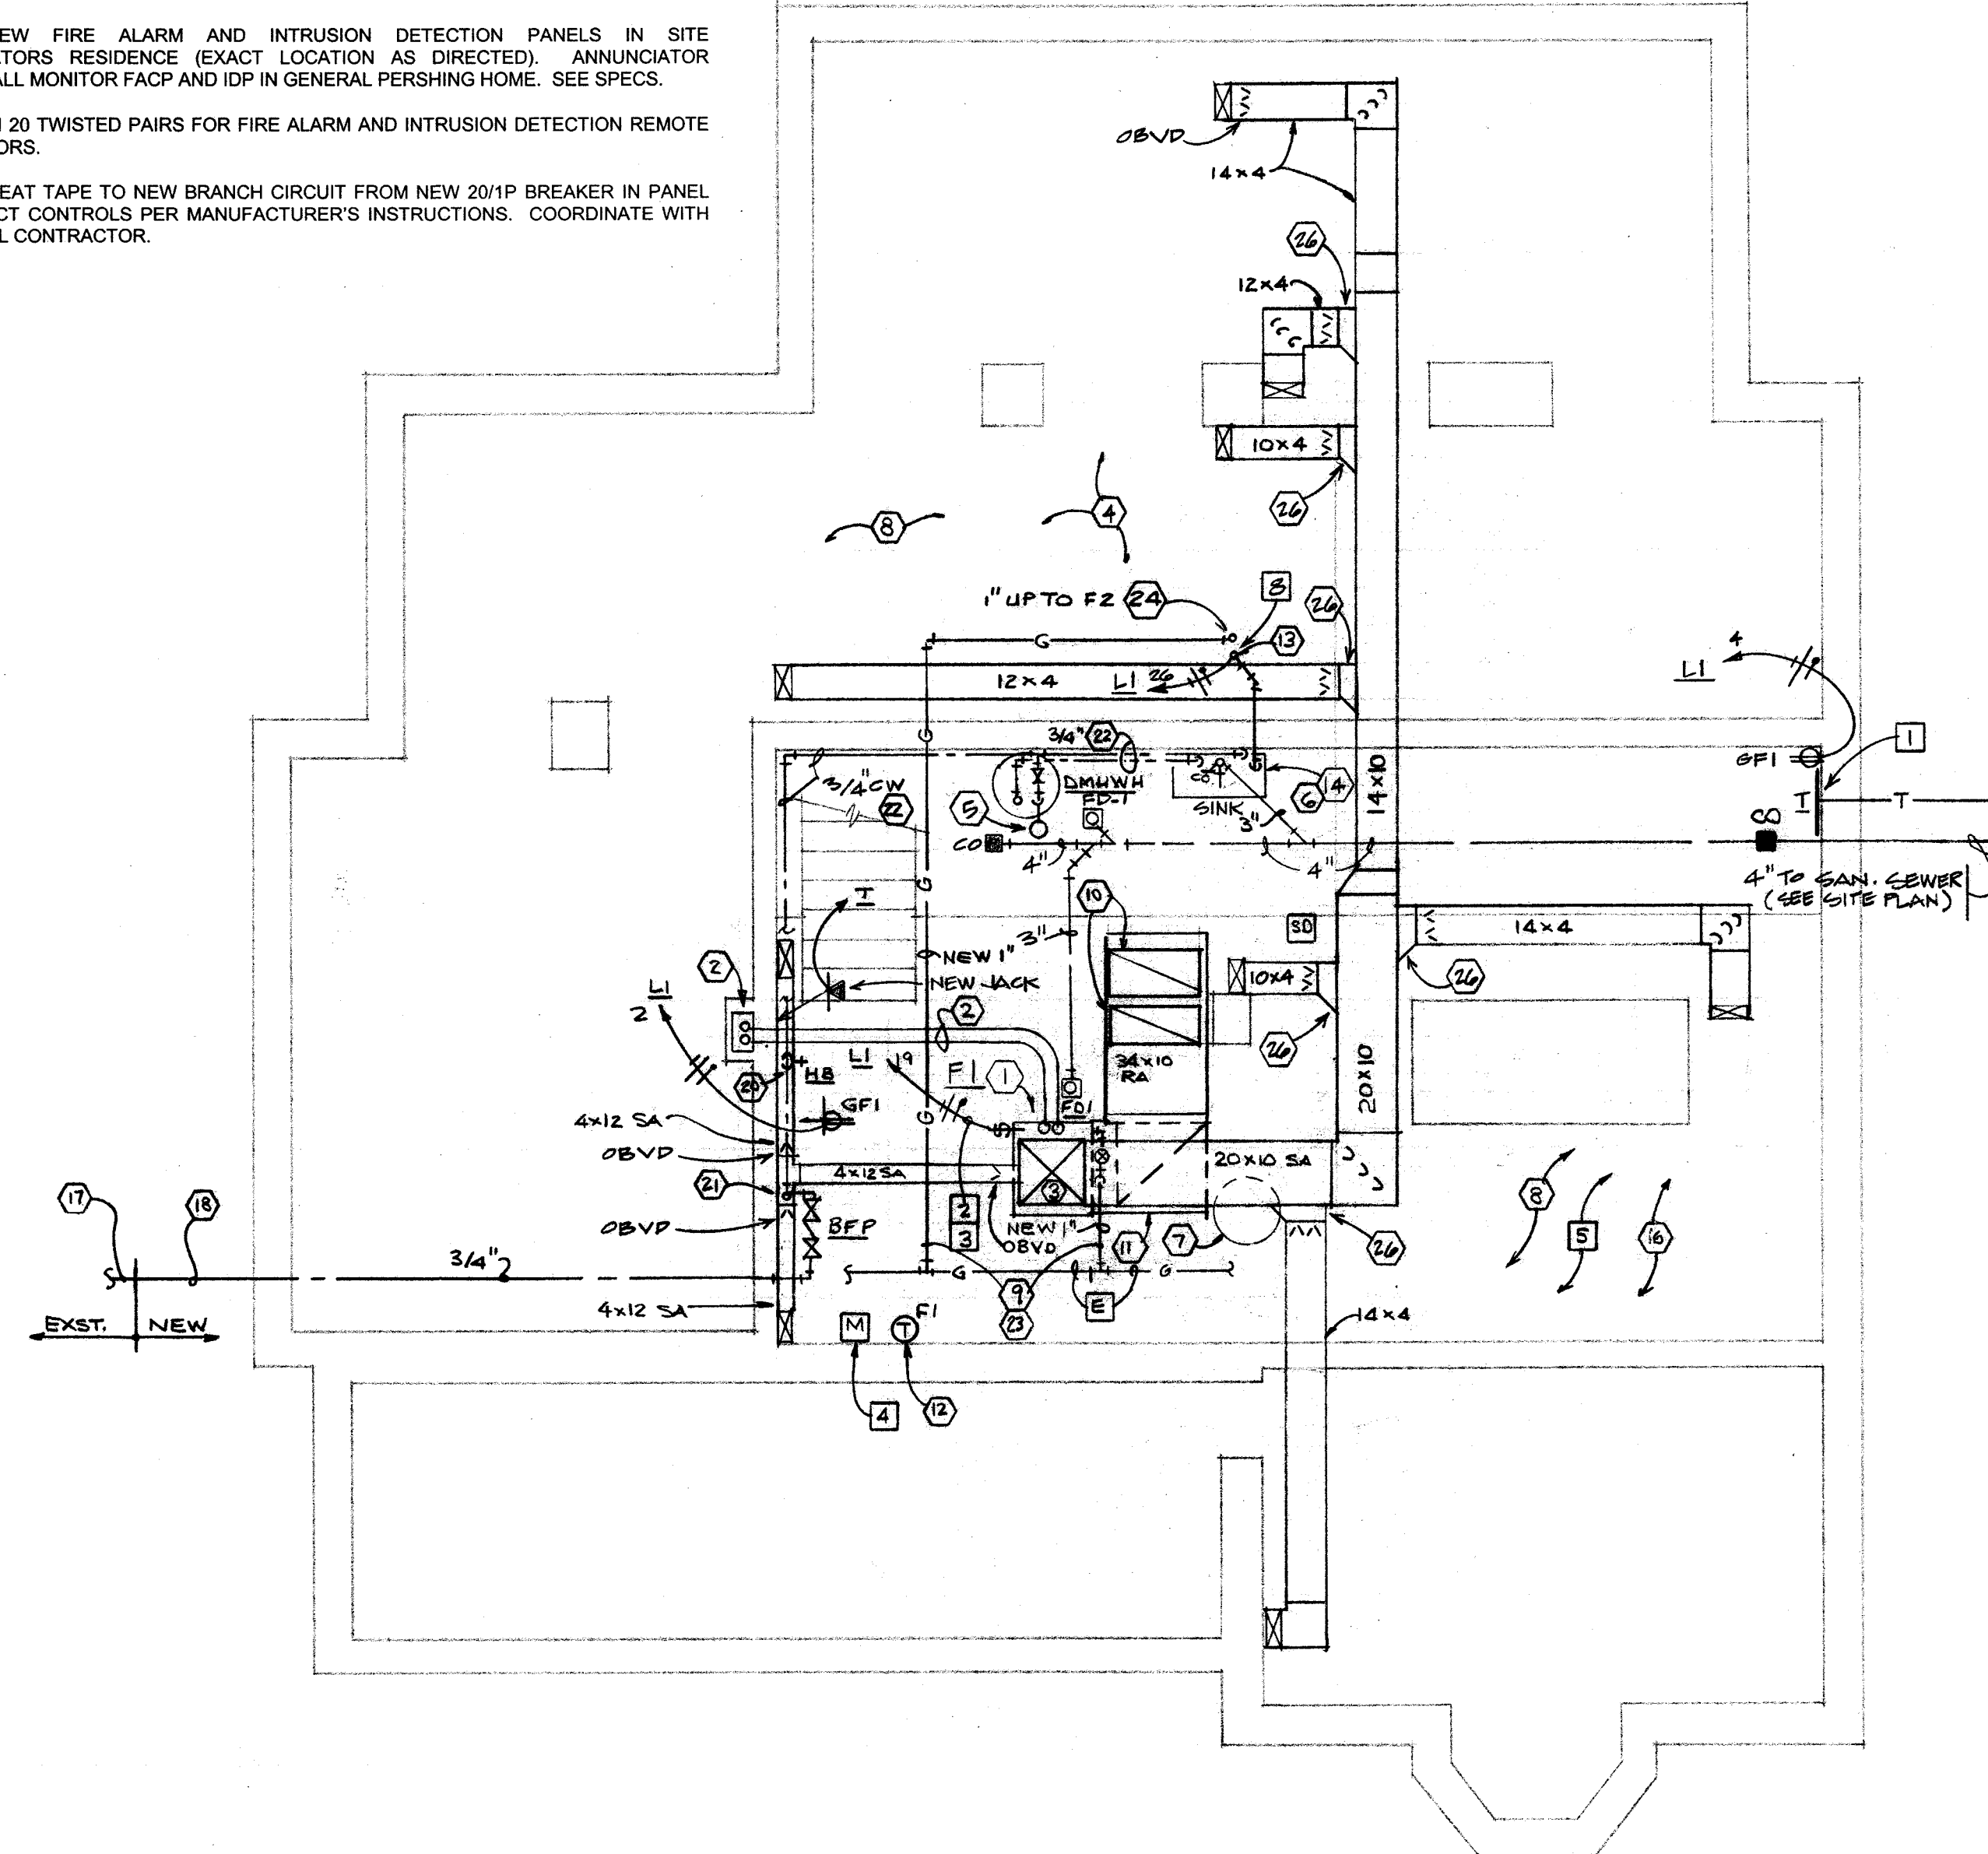 EW FIRE ALARM AND INTRUSION DETECTION PANELS IN SITE
TORS RESIDENCE (EXACT LOCATION AS DIRECTED). ANNUNCIATOR
ALL MONITOR FACP AND IDP IN GENERAL PERSHING HOME. SEE SPECS.
20 TWISTED PAIRS FOR FIRE ALARM AND INTRUSION DETECTION REMOTE
ORS.
EAT TAPE TO NEW BRANCH CIRCUIT FROM NEW 20/1P BREAKER IN PANEL
CT CONTROLS PER MANUFACTURER'S INSTRUCTIONS. COORDINATE WITH
L CONTRACTOR.
OBVD
14x4
26
12x4
10x4
26
8
4
1" UP TO F2 24
8
26
G
13
12x4
L1 26
4
L1
G
3/4" 22
1
GF1
3/4" CW
22
DMHWH
FD-1
CO
SINK
6 14
14x10
T
T
5
3"
CO
4"
4"
8
4" TO SAN. SEWER
(SEE SITE PLAN)
G
T
10
3"
SD
14x4
NEW 1"
NEW JACK
2
10x4
26
L1
2
2
26
L1 19
HB
20
F1 1
34x10
RA
20x10
GF1
G
FD1
4x12 SA
OBVD
4x12 SA
20x10 SA
3
21
17
18
OBVD
BFP
2
3
NEW 1"
OBVD
11
7
26
8
5
16
3/4"
G
G
9
23
E
4x12 SA
EXST. NEW
M
T
F1
14x4
4
12